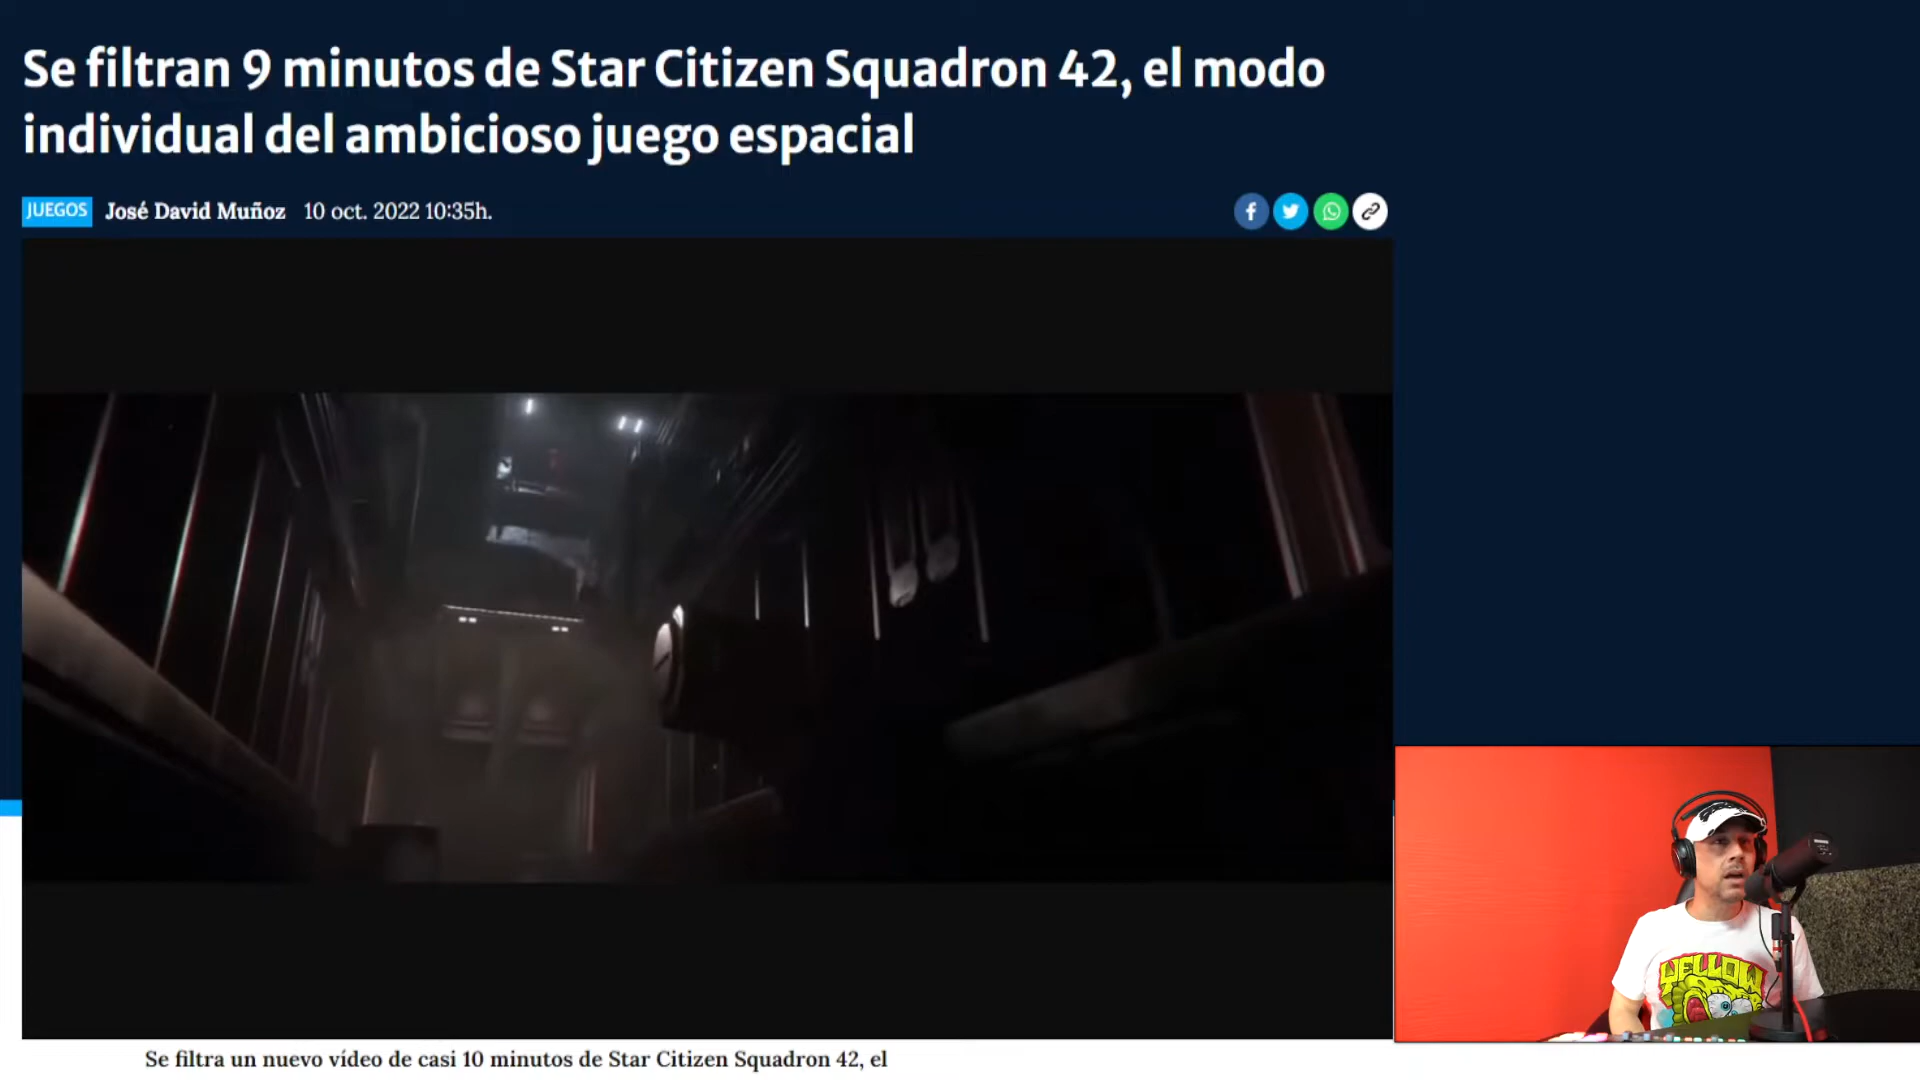 Se filtran 9 minutos de Star Citizen Squadron 42, el modo
individual del ambicioso juego espacial
JUEGOS José David Muñoz 10 oct. 2022 10:35h.
YELLOW
Se filtra un nuevo vídeo de casi 10 minutos de Star Citizen Squadron 42, el